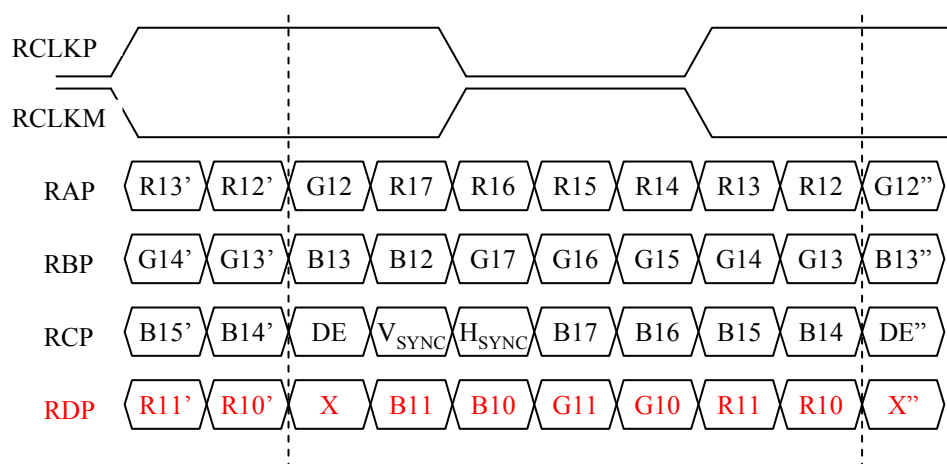 RCLKP
RCLKM
RAP R13’ R12’ G12 R17 R16 R15 R14 R13 R12 G12”
RBP G14’ G13’ B13 B12 G17 G16 G15 G14 G13 B13”
RCP B15’ B14’ DE VSYNC HSYNC B17 B16 B15 B14 DE”
RDP R11’ R10’ X B11 B10 G11 G10 R11 R10 X”